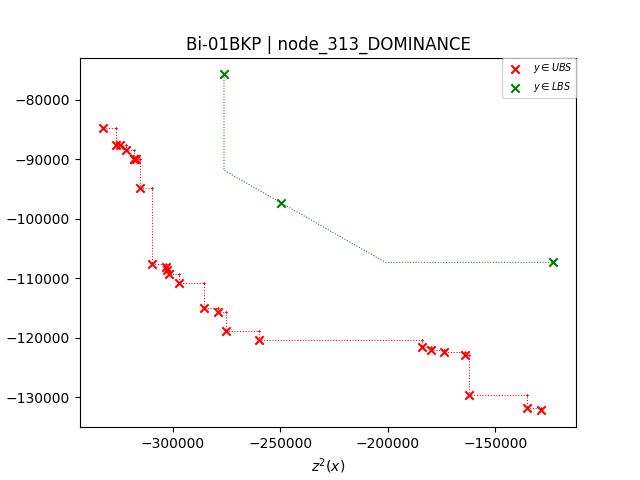 Bi-01BKP | node_313_DOMINANCE
y ∈ UBS
y ∈ LBS
−80000
−90000
−100000
−110000
−120000
−130000
−300000 −250000 −200000 −150000
z²(x)